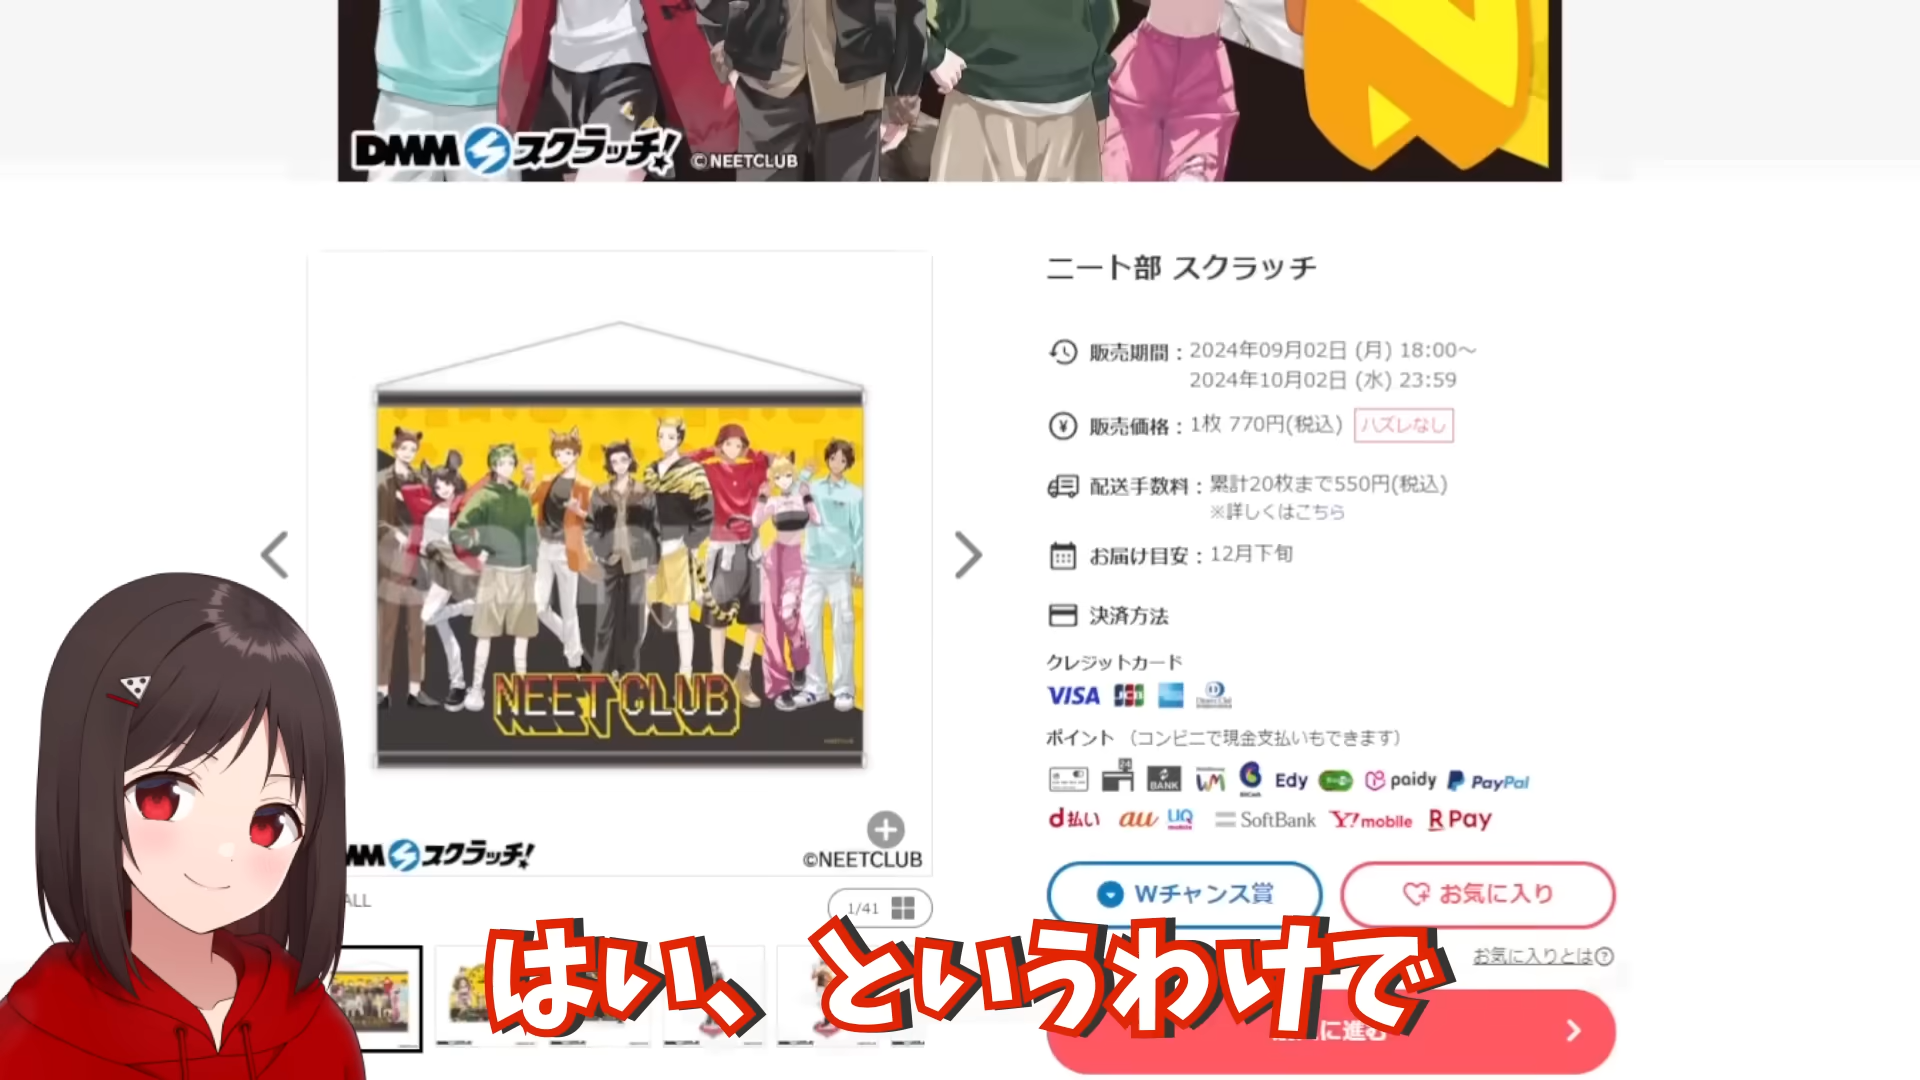 DMM スクラッチ! © NEETCLUB
ニート部 スクラッチ
販売期間 : 2024年09月02日 (月) 18:00～
2024年10月02日 (水) 23:59
販売価格 : 1枚 770円(税込) ハズレなし
配送手数料 : 累計20枚まで550円(税込)
※詳しくはこちら
お届け目安 : 12月下旬
決済方法
クレジットカード
VISA JCB
ポイント （コンビニで現金支払いもできます）
BANK Edy paidy PayPal
d払い au UQ SoftBank Y!mobile R Pay
NEET CLUB
MM スクラッチ! ©NEETCLUB
ALL 1/41
Wチャンス賞 お気に入り
お気に入りとは?
に進む
はい、というわけで